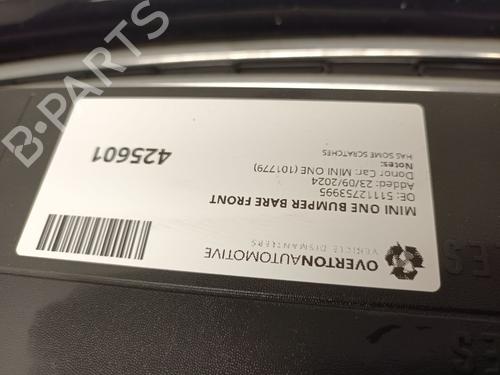 OVERTONAUTOMOTIVE
VEHICLE DISMANTLERS
MINI ONE BUMPER BARE FRONT
OE: 51112753995
Added: 23/09/2024
Donor Car: MINI ONE (101779)
Notes:
HAS SOME SCRATCHES
425601
B-PARTS